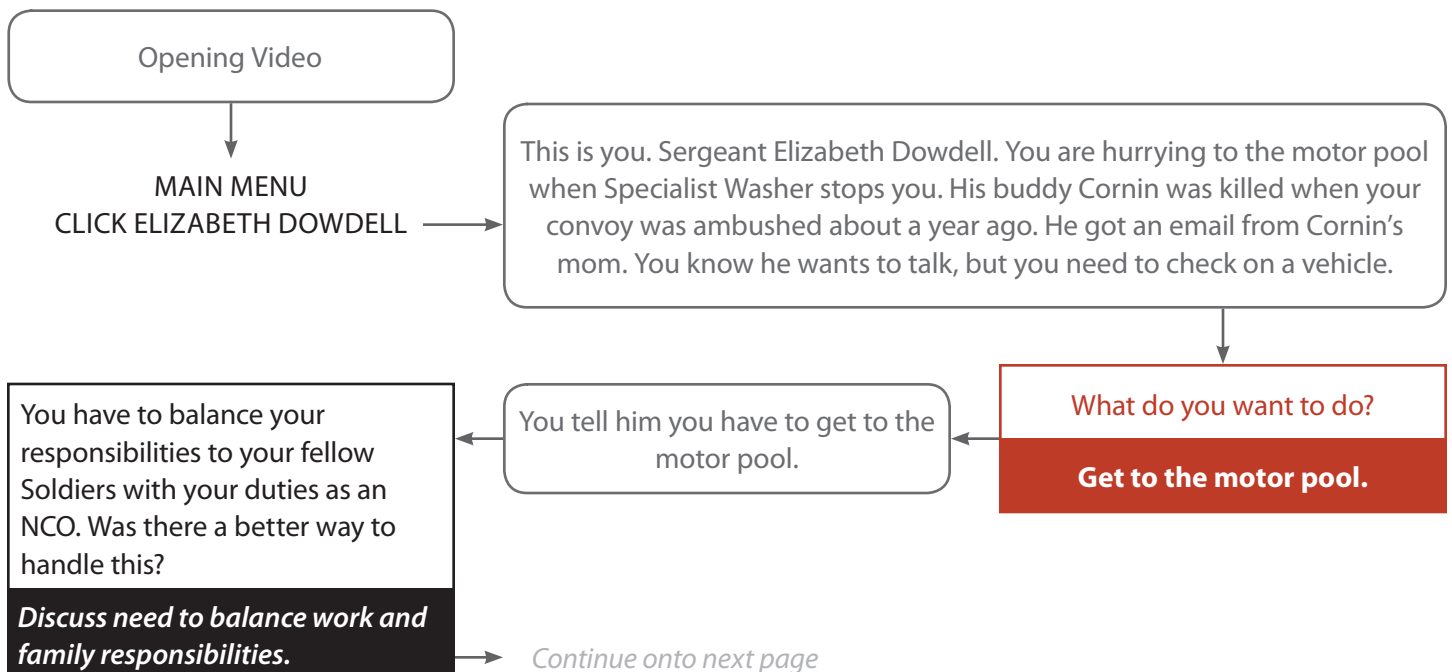 Opening Video
MAIN MENU
CLICK ELIZABETH DOWDELL
This is you. Sergeant Elizabeth Dowdell. You are hurrying to the motor pool
when Specialist Washer stops you. His buddy Cornin was killed when your
convoy was ambushed about a year ago. He got an email from Cornin’s
mom. You know he wants to talk, but you need to check on a vehicle.
What do you want to do?
Get to the motor pool.
You tell him you have to get to the
motor pool.
You have to balance your
responsibilities to your fellow
Soldiers with your duties as an
NCO. Was there a better way to
handle this?
Discuss need to balance work and
family responsibilities.
Continue onto next page